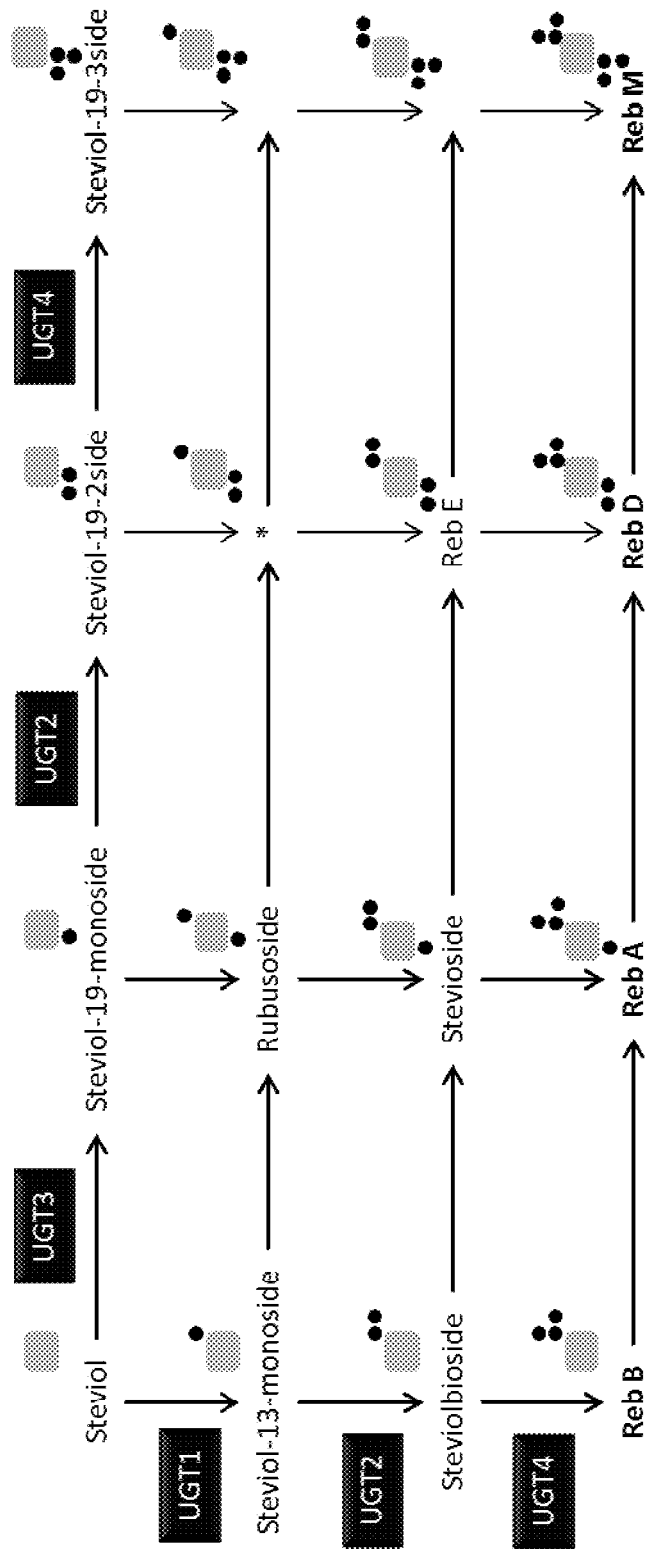 UGT3
UGT2
UGT4
Steviol
Steviol-19-monoside
Steviol-19-2side
Steviol-19-3side
UGT1
Steviol-13-monoside
Rubusoside
*
UGT2
Steviolbioside
Stevioside
Reb E
UGT4
Reb B
Reb A
Reb D
Reb M